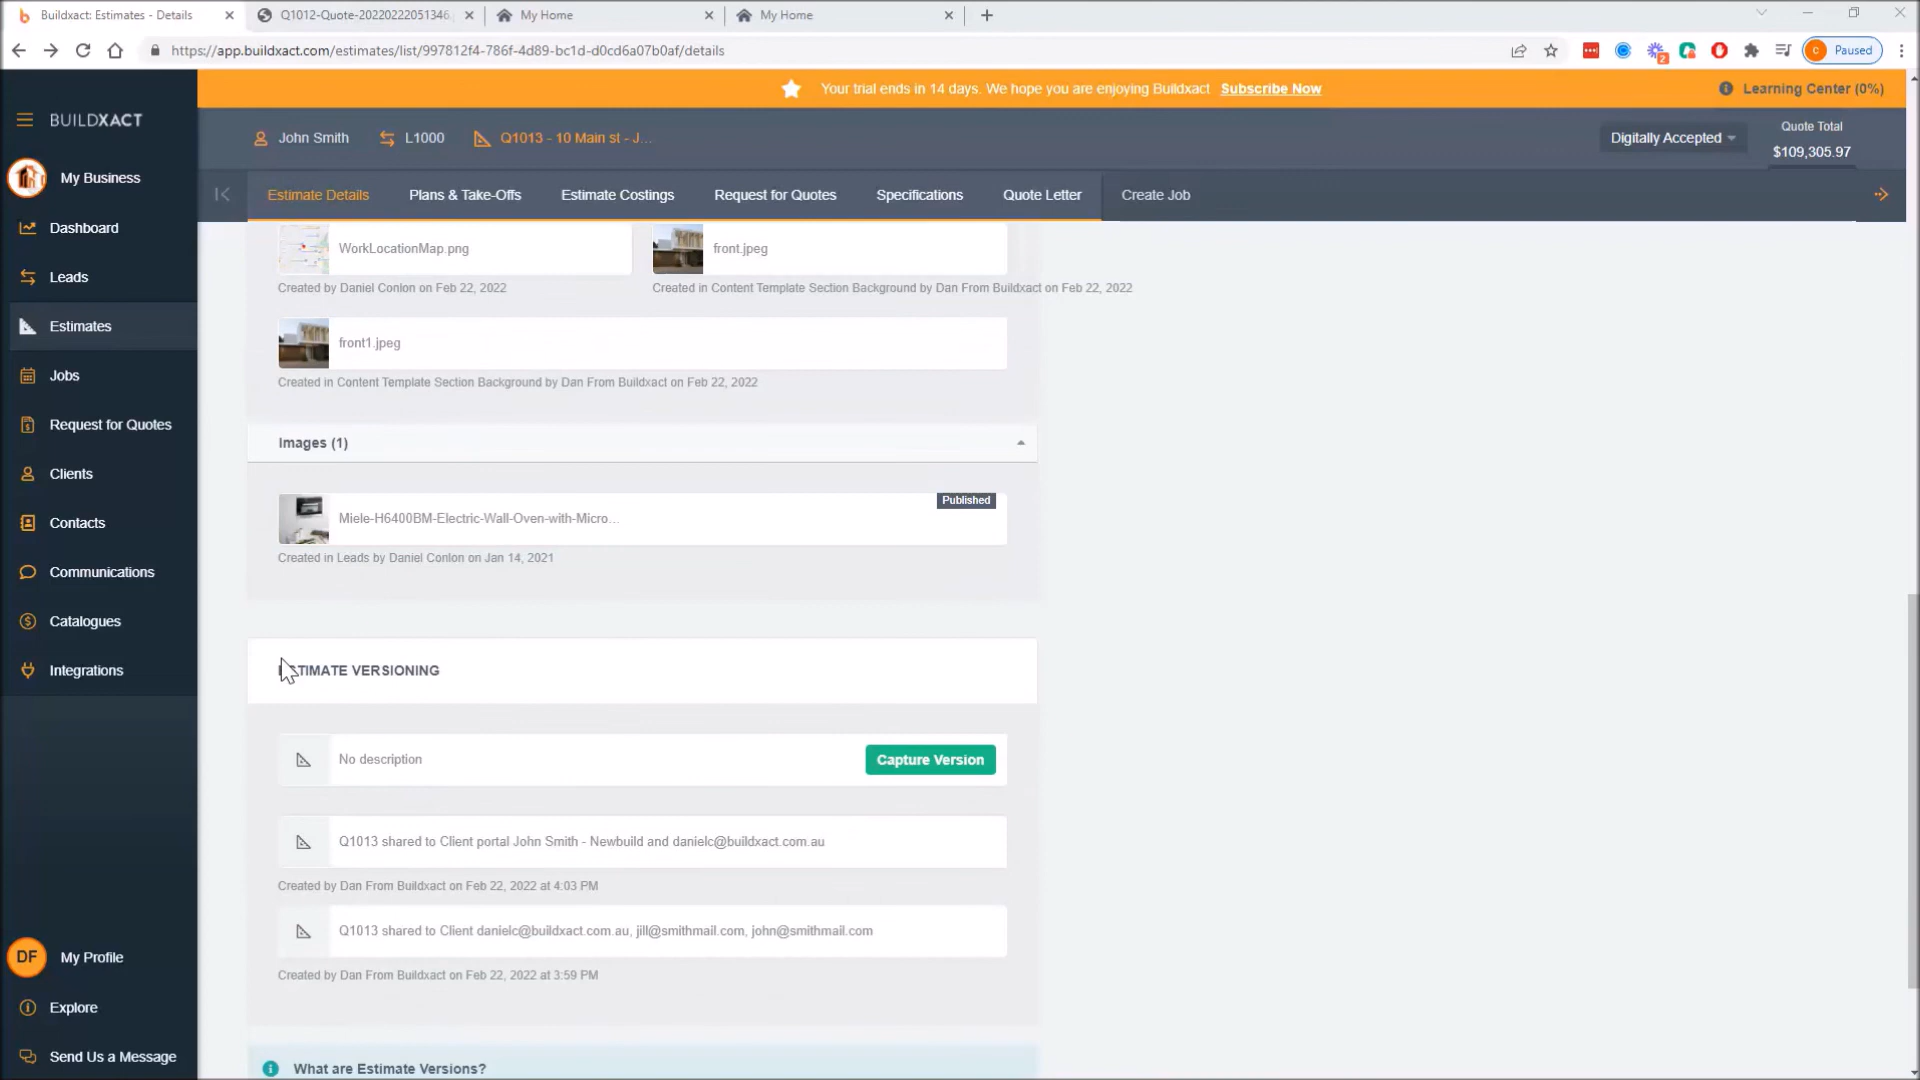 Buildxact: Estimates - Details
Q1012-Quote-20220222051346
My Home
My Home
https://app.buildxact.com/estimates/list/997812f4-786f-4d89-bc1d-d0cd6a07b0af/details
2
C
Paused
Your trial ends in 14 days. We hope you are enjoying Buildxact Subscribe Now
Learning Center (0%)
BUILDXACT
John Smith
L1000
Q1013 - 10 Main st - J...
Digitally Accepted
Quote Total
$109,305.97
Estimate Details
Plans & Take-Offs
Estimate Costings
Request for Quotes
Specifications
Quote Letter
Create Job
My Business
Dashboard
Leads
Estimates
Jobs
Request for Quotes
Clients
Contacts
Communications
Catalogues
Integrations
DF
My Profile
Explore
Send Us a Message
WorkLocationMap.png
Created by Daniel Conlon on Feb 22, 2022
front.jpeg
Created in Content Template Section Background by Dan From Buildxact on Feb 22, 2022
front1.jpeg
Created in Content Template Section Background by Dan From Buildxact on Feb 22, 2022
Images (1)
Miele-H6400BM-Electric-Wall-Oven-with-Micro...
Published
Created in Leads by Daniel Conlon on Jan 14, 2021
ESTIMATE VERSIONING
No description
Capture Version
Q1013 shared to Client portal John Smith - Newbuild and danielc@buildxact.com.au
Created by Dan From Buildxact on Feb 22, 2022 at 4:03 PM
Q1013 shared to Client danielc@buildxact.com.au, jill@smithmail.com, john@smithmail.com
Created by Dan From Buildxact on Feb 22, 2022 at 3:59 PM
What are Estimate Versions?